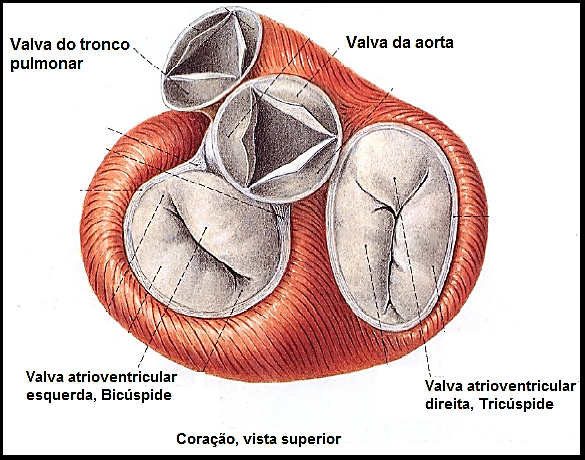 Valva do tronco
pulmonar
Valva da aorta
Valva atrioventricular
esquerda, Bicúspide
Valva atrioventricular
direita, Tricúspide
Coração, vista superior